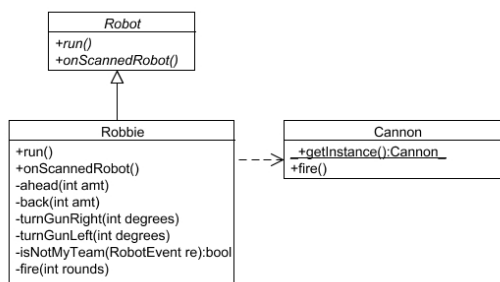 Robot
+run()
+onScannedRobot()
Robbie
+run()
+onScannedRobot()
-ahead(int amt)
-back(int amt)
-turnGunRight(int degrees)
-turnGunLeft(int degrees)
-isNotMyTeam(RobotEvent re):bool
-fire(int rounds)
Cannon
_+getInstance():Cannon_
+fire()